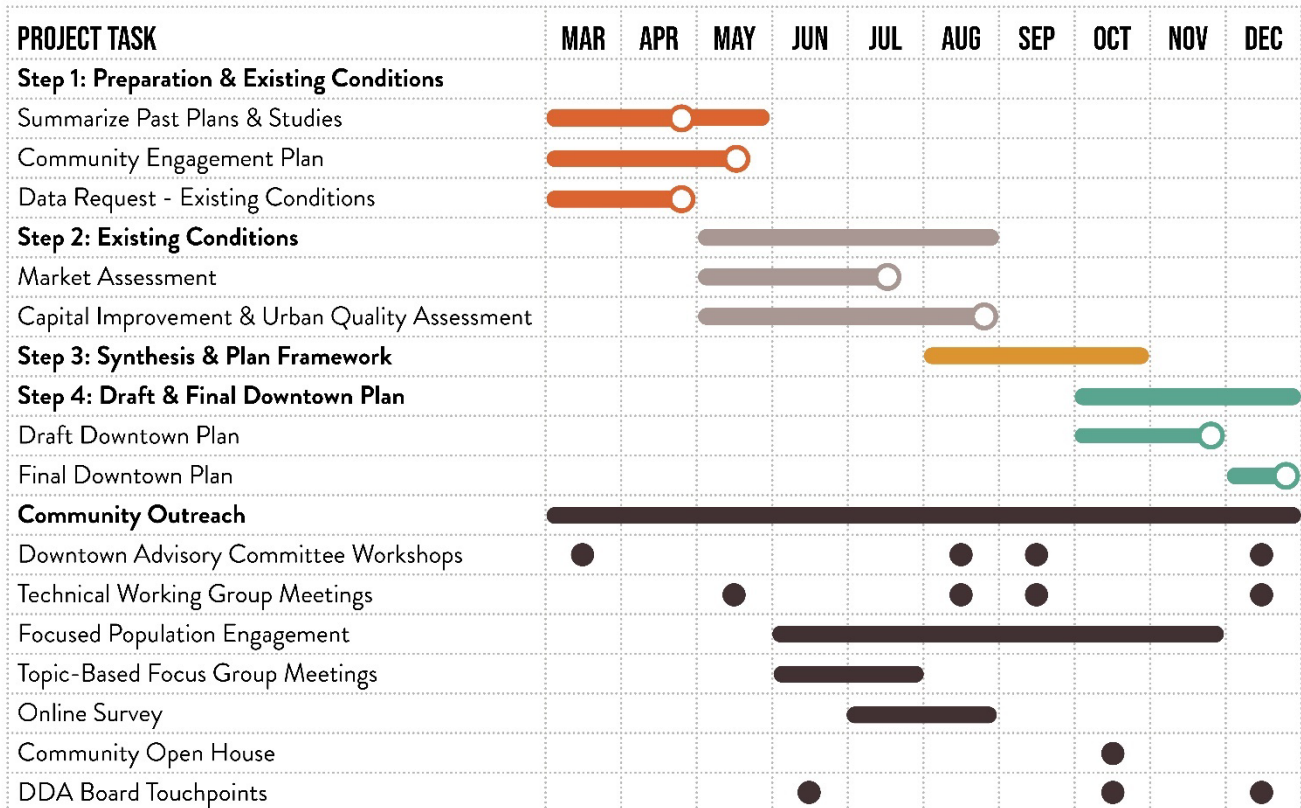 PROJECT TASK MAR APR MAY JUN JUL AUG SEP OCT NOV DEC
Step 1: Preparation & Existing Conditions
Summarize Past Plans & Studies
Community Engagement Plan
Data Request - Existing Conditions
Step 2: Existing Conditions
Market Assessment
Capital Improvement & Urban Quality Assessment
Step 3: Synthesis & Plan Framework
Step 4: Draft & Final Downtown Plan
Draft Downtown Plan
Final Downtown Plan
Community Outreach
Downtown Advisory Committee Workshops
Technical Working Group Meetings
Focused Population Engagement
Topic-Based Focus Group Meetings
Online Survey
Community Open House
DDA Board Touchpoints